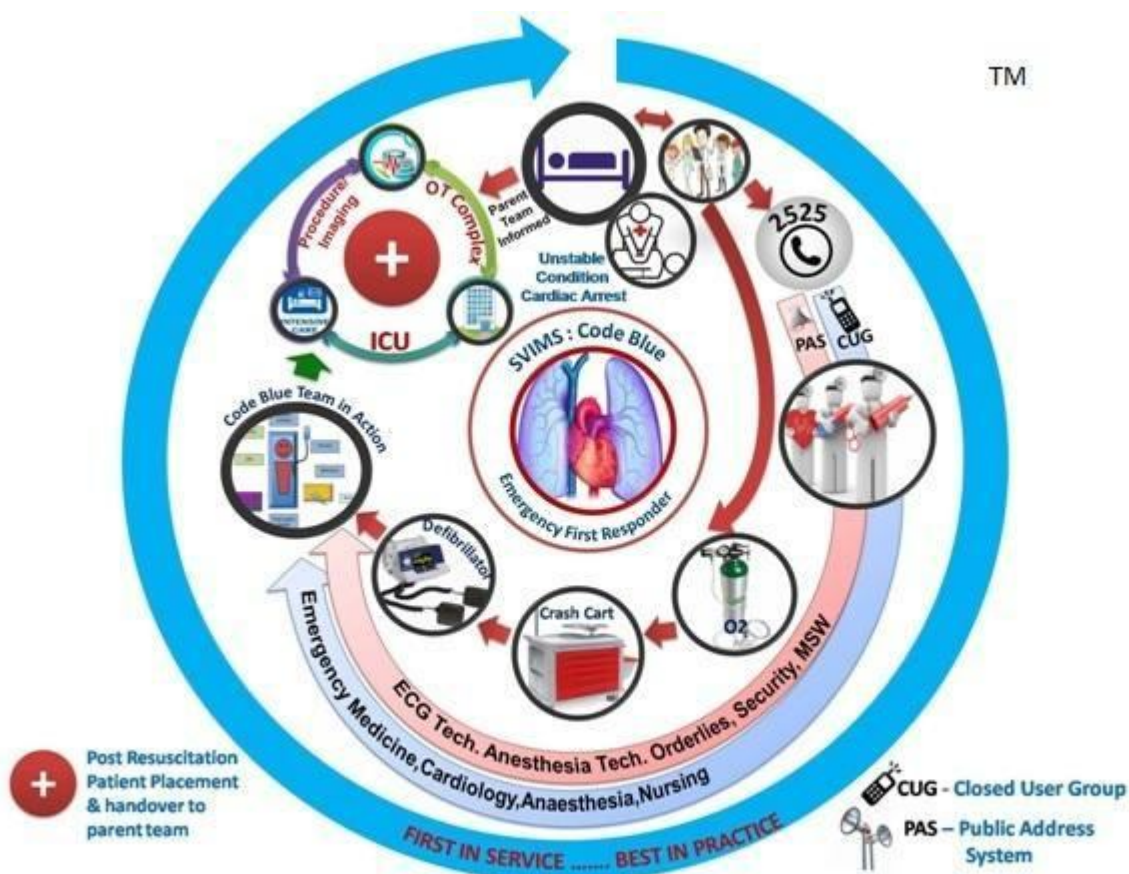 TM
Procedure/
Imaging
OT Complex
Parent
Team
Informed
2525
Unstable
Condition
Cardiac Arrest
PAS
CUG
INTENSIVE
CARE
ICU
SVIMS : Code Blue
Emergency First Responder
Code Blue Team in Action
Defibrillator
Crash Cart
O2
ECG Tech. Anesthesia Tech. Orderlies, Security, MSW
Emergency Medicine,Cardiology,Anaesthesia,Nursing
FIRST IN SERVICE ....... BEST IN PRACTICE
Post Resuscitation
Patient Placement
& handover to
parent team
CUG - Closed User Group
PAS – Public Address
System